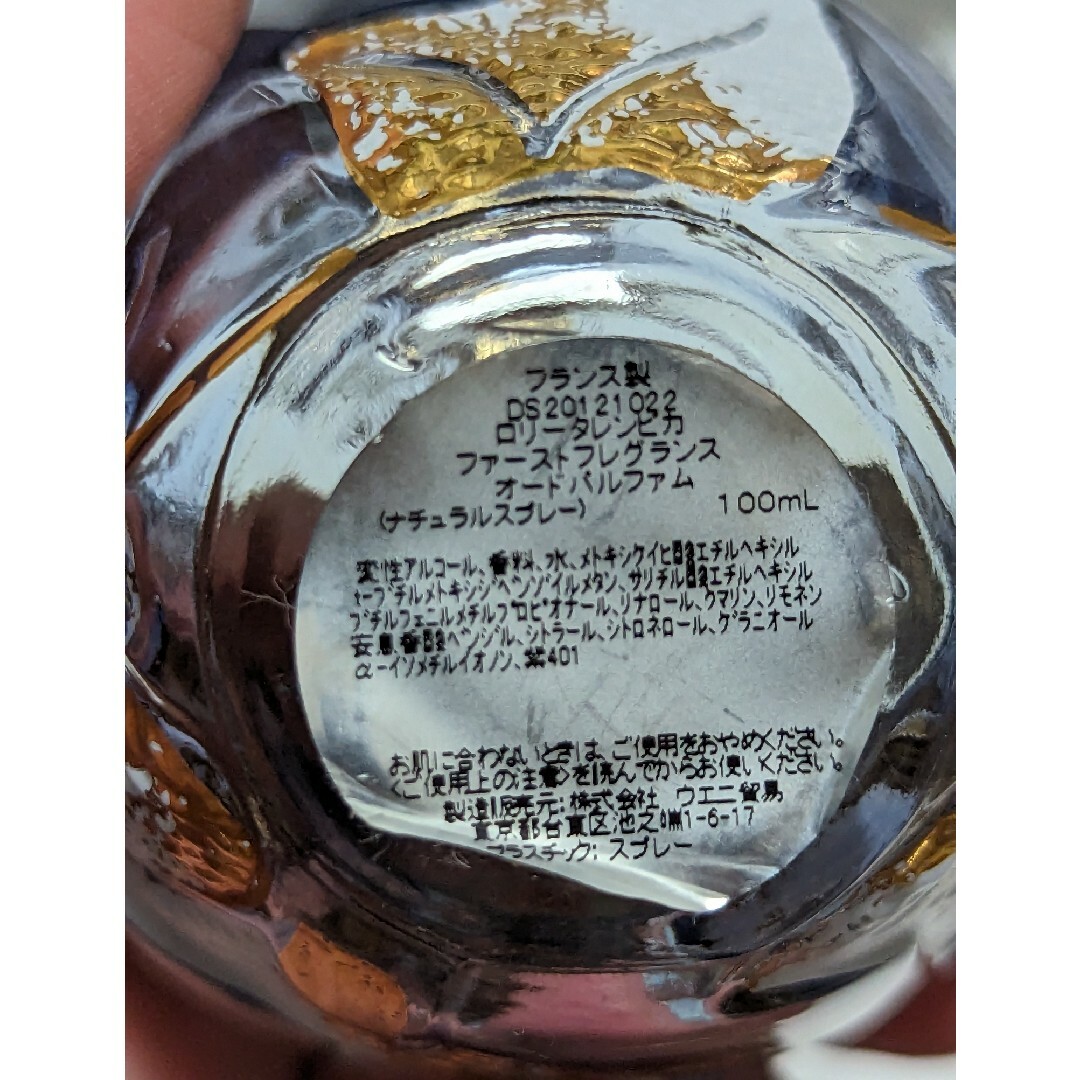 フランス製
DS20121022
ロリータレンピカ
ファーストフレグランス
オードパルファム
(ナチュラルスプレー) 100mL
変性アルコール、香料、水、メトキシケイヒ酸エチルヘキシル
t-ブチルメトキシジベンゾイルメタン、サリチル酸エチルヘキシル
ブチルフェニルメチルプロピオナール、リナロール、クマリン、リモネン
安息香酸ベンジル、シトラール、シトロネロール、ゲラニオール
α-イソメチルイオノン、紫401
お肌に合わないときは、ご使用をおやめください。
<ご使用上の注意>を読んでからお使いください。
製造販売元:株式会社 ウエニ貿易
東京都台東区池之端1-6-17
プラスチック:スプレー